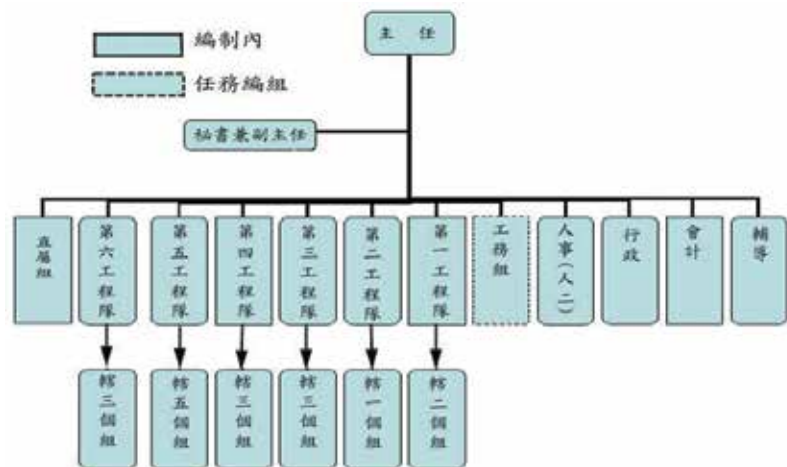 主 任
編制內
任務編組
秘書兼副主任
直屬組
第六工程隊
第五工程隊
第四工程隊
第三工程隊
第二工程隊
第一工程隊
工務組
人事(人二)
行政
會計
輔導
轄三個組
轄五個組
轄三個組
轄三個組
轄一個組
轄二個組